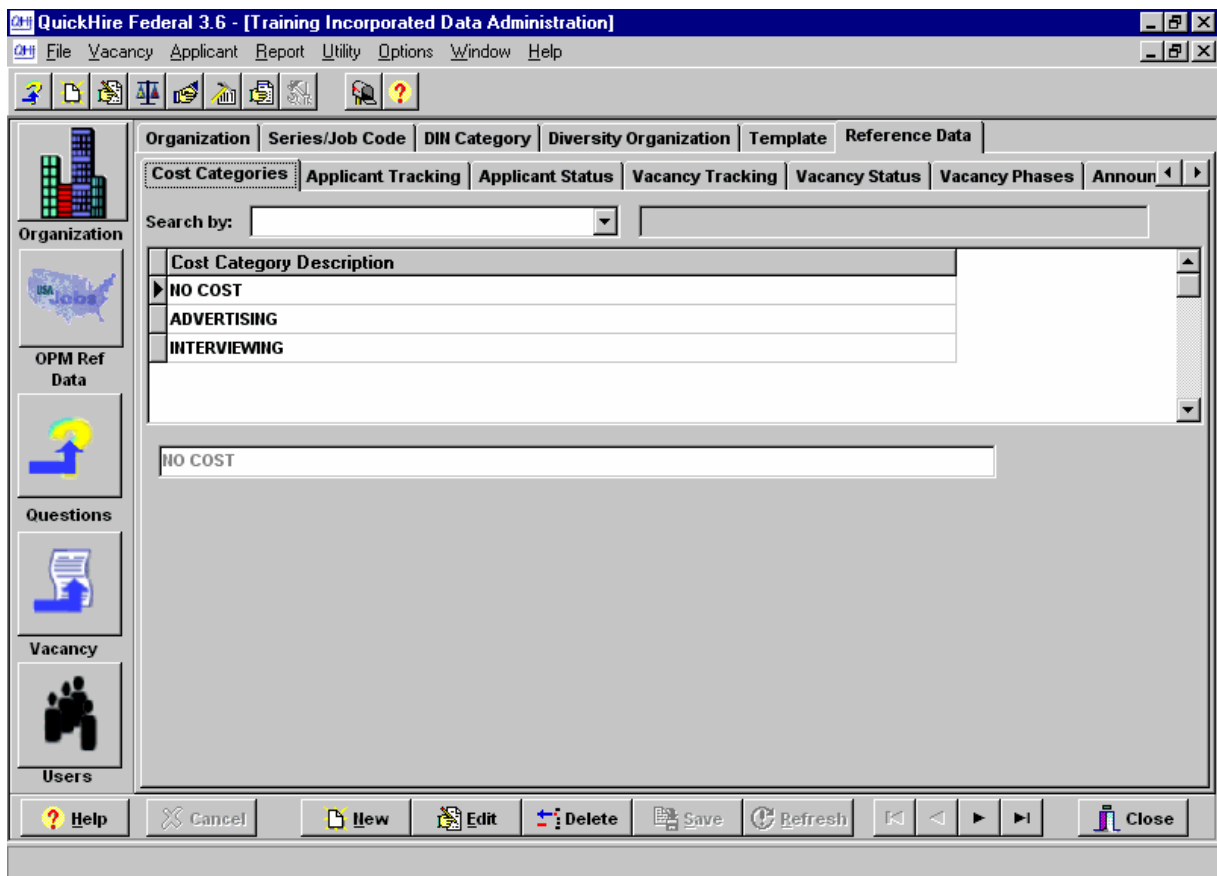 QuickHire Federal 3.6 - [Training Incorporated Data Administration]
File Vacancy Applicant Report Utility Options Window Help
Organization Series/Job Code DIN Category Diversity Organization Template Reference Data
Cost Categories Applicant Tracking Applicant Status Vacancy Tracking Vacancy Status Vacancy Phases Announ
Search by:
Cost Category Description
NO COST
ADVERTISING
INTERVIEWING
NO COST
Organization
USA Jobs
OPM Ref
Data
Questions
Vacancy
Users
Help Cancel New Edit Delete Save Refresh Close